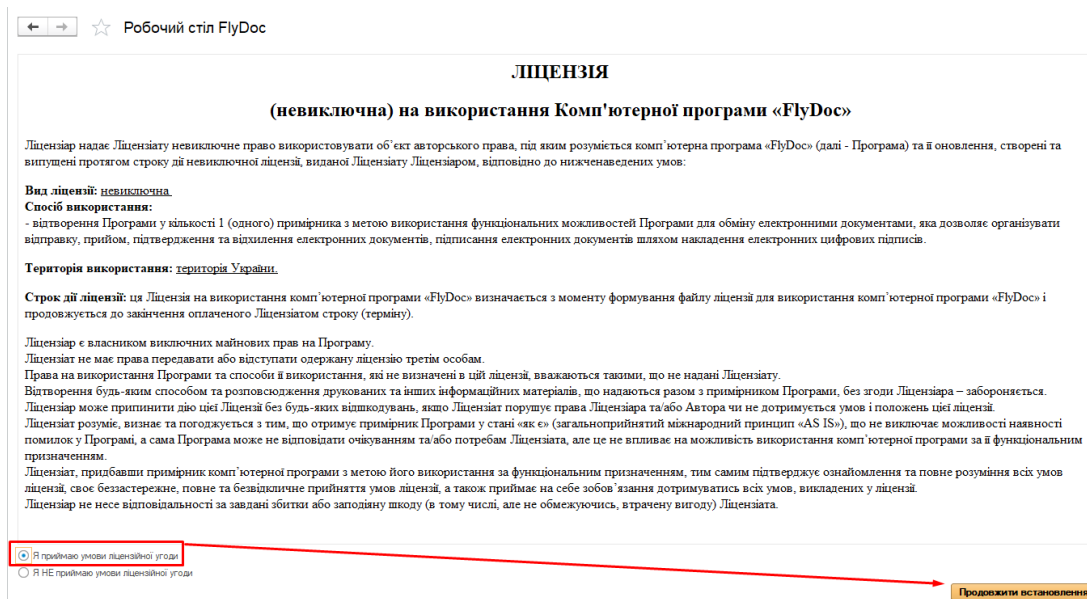 Робочий стіл FlyDoc
ЛІЦЕНЗІЯ
(невиключна) на використання Комп'ютерної програми «FlyDoc»
Ліцензіар надає Ліцензіату невиключне право використовувати об’єкт авторського права, під яким розуміється комп’ютерна програма «FlyDoc» (далі - Програма) та її оновлення, створені та
випущені протягом строку дії невиключної ліцензії, виданої Ліцензіату Ліцензіаром, відповідно до нижченаведених умов:
Вид ліцензії: невиключна
Спосіб використання:
- відтворення Програми у кількості 1 (одного) примірника з метою використання функціональних можливостей Програми для обміну електронними документами, яка дозволяє організувати
відправку, прийом, підтвердження та відхилення електронних документів, підписання електронних документів шляхом накладення електронних цифрових підписів.
Територія використання: територія України.
Строк дії ліцензії: ця Ліцензія на використання комп’ютерної програми «FlyDoc» визначається з моменту формування файлу ліцензії для використання комп’ютерної програми «FlyDoc» і
продовжується до закінчення оплаченого Ліцензіатом строку (терміну).
Ліцензіар є власником виключних майнових прав на Програму.
Ліцензіат не має права передавати або відступати одержану ліцензію третім особам.
Права на використання Програми та способи її використання, які не визначені в цій ліцензії, вважаються такими, що не надані Ліцензіату.
Відтворення будь-яким способом та розповсюдження друкованих та інших інформаційних матеріалів, що надаються разом з примірником Програми, без згоди Ліцензіара – забороняється.
Ліцензіар може припинити дію цієї Ліцензії без будь-яких відшкодувань, якщо Ліцензіат порушує права Ліцензіара та/або Автора чи не дотримується умов і положень цієї ліцензії.
Ліцензіат розуміє, визнає та погоджується з тим, що отримує примірник Програми у стані «як є» (загальноприйнятий міжнародний принцип «AS IS»), що не виключає можливості наявності
помилок у Програмі, а сама Програма може не відповідати очікуванням та/або потребам Ліцензіата, але це не впливає на можливість використання комп’ютерної програми за її функціональним
призначенням.
Ліцензіат, придбавши примірник комп’ютерної програми з метою його використання за функціональним призначенням, тим самим підтверджує ознайомлення та повне розуміння всіх умов
ліцензії, своє беззастережне, повне та безвідкличне прийняття умов ліцензії, а також приймає на себе зобов’язання дотримуватись всіх умов, викладених у ліцензії.
Ліцензіар не несе відповідальності за завдані збитки або заподіяну шкоду (в тому числі, але не обмежуючись, втрачену вигоду) Ліцензіата.
Я приймаю умови ліцензійної угоди
Я НЕ приймаю умови ліцензійної угоди
Продовжити встановлення